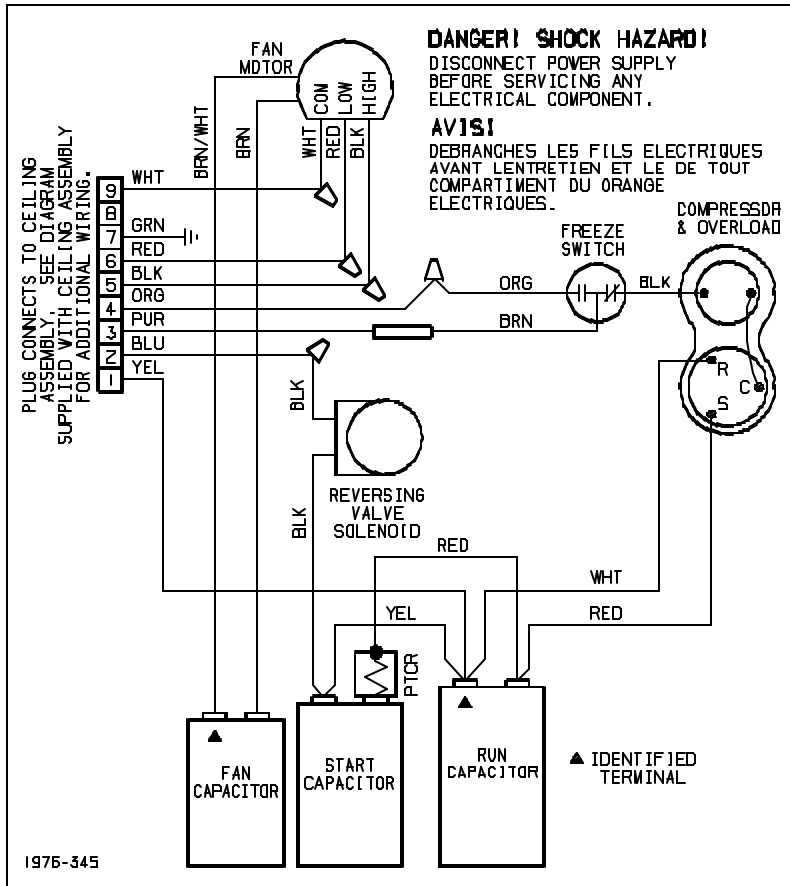 DANGER! SHOCK HAZARD!
DISCONNECT POWER SUPPLY
BEFORE SERVICING ANY
ELECTRICAL COMPONENT.
AVISI
DEBRANCHES LES FILS ELECTRIQUES
AVANT LENTRETIEN ET LE DE TOUT
COMPARTIMENT DU ORANGE
ELECTRIQUES.
FAN
MOTOR
CON
LOW
HIGH
BRN/WHT
BRN
WHT
RED
BLK
PLUG CONNECTS TO CEILING
ASSEMBLY. SEE DIAGRAM
SUPPLIED WITH CEILING ASSEMBLY
FOR ADDITIONAL WIRING.
9 WHT
8
7 GRN
6 RED
5 BLK
4 ORG
3 PUR
2 BLU
1 YEL
FREEZE
SWITCH
COMPRESSOR
& OVERLOAD
ORG
BLK
BRN
R
C
S
BLK
REVERSING
VALVE
SOLENOID
BLK
RED
WHT
YEL
RED
PTCR
FAN
CAPACITOR
START
CAPACITOR
RUN
CAPACITOR
▲ IDENTIFIED
TERMINAL
1976-345